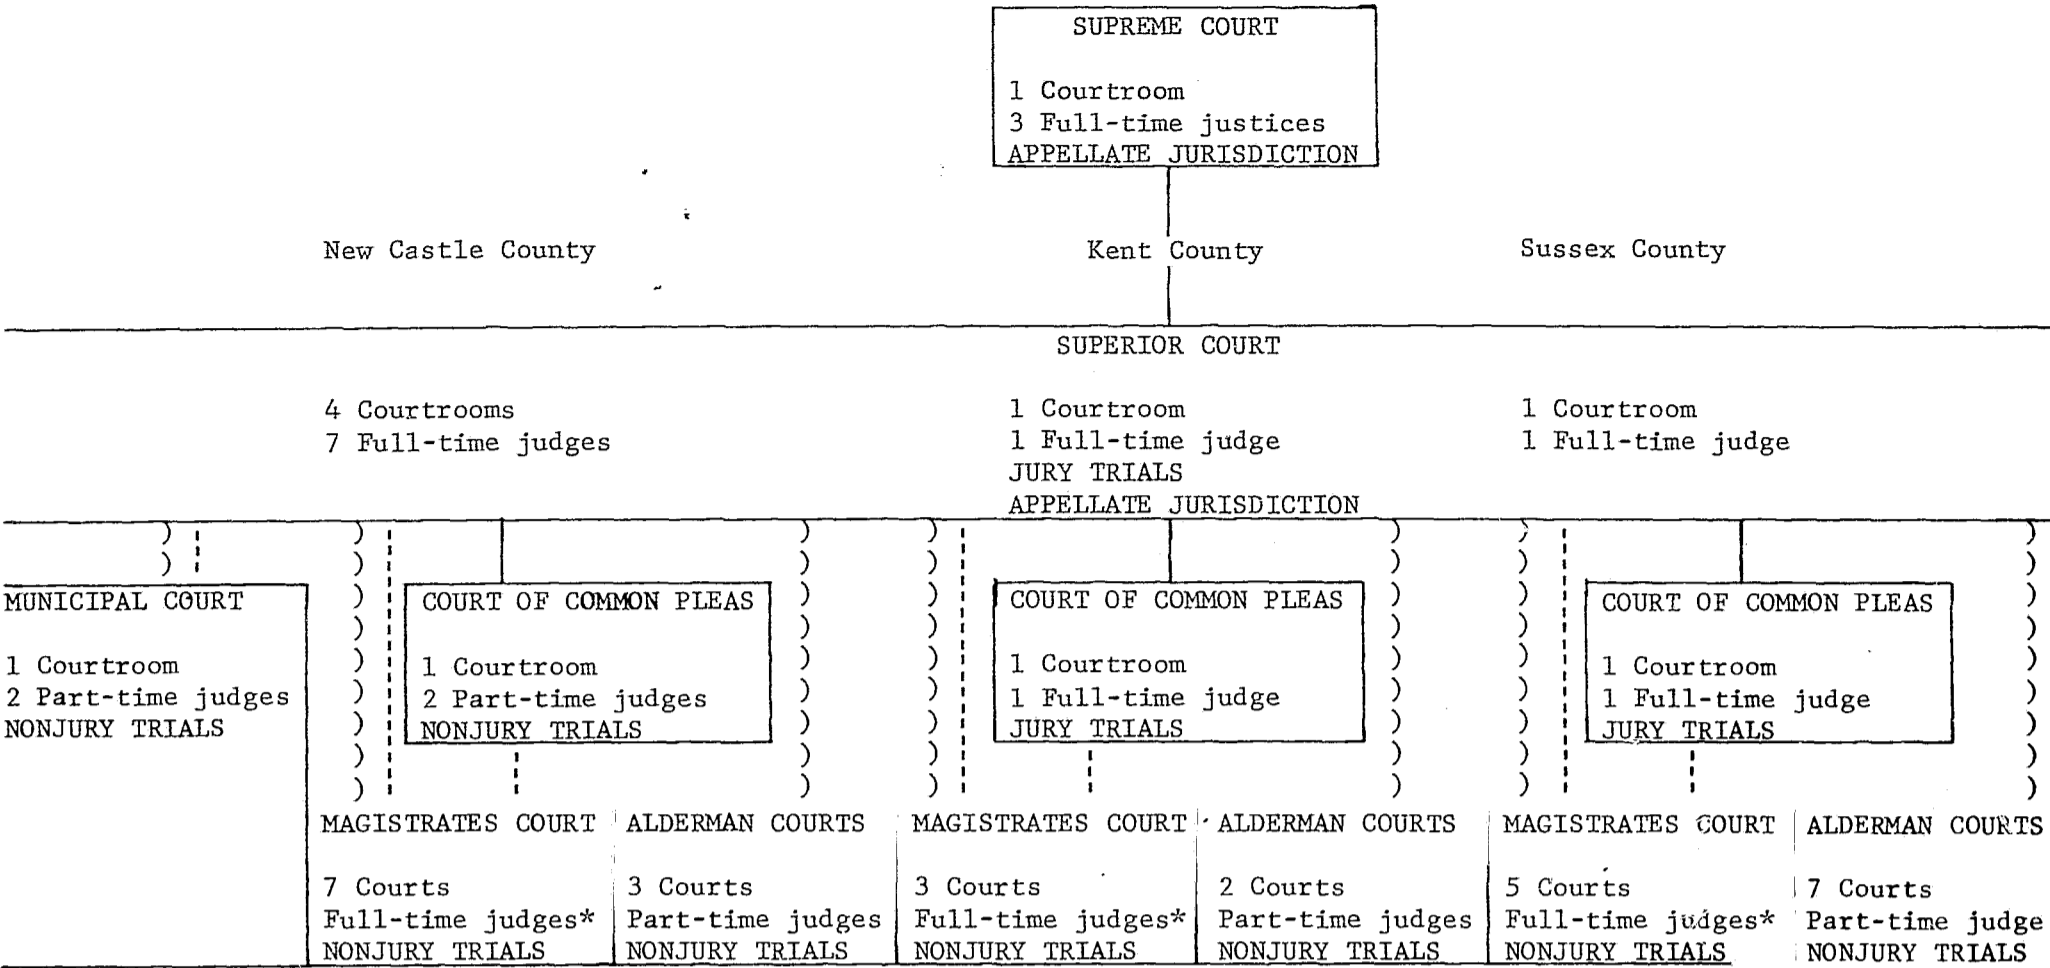 SUPREME COURT
1 Courtroom
3 Full-time justices
APPELLATE JURISDICTION
New Castle County
Kent County
Sussex County
SUPERIOR COURT
4 Courtrooms
7 Full-time judges
1 Courtroom
1 Full-time judge
JURY TRIALS
APPELLATE JURISDICTION
1 Courtroom
1 Full-time judge
MUNICIPAL COURT
1 Courtroom
2 Part-time judges
NONJURY TRIALS
COURT OF COMMON PLEAS
1 Courtroom
2 Part-time judges
NONJURY TRIALS
COURT OF COMMON PLEAS
1 Courtroom
1 Full-time judge
JURY TRIALS
COURT OF COMMON PLEAS
1 Courtroom
1 Full-time judge
JURY TRIALS
MAGISTRATES COURT
7 Courts
Full-time judges*
NONJURY TRIALS
ALDERMAN COURTS
3 Courts
Part-time judges
NONJURY TRIALS
MAGISTRATES COURT
3 Courts
Full-time judges*
NONJURY TRIALS
ALDERMAN COURTS
2 Courts
Part-time judges
NONJURY TRIALS
MAGISTRATES COURT
5 Courts
Full-time judges*
NONJURY TRIALS
ALDERMAN COURTS
7 Courts
Part-time judge
NONJURY TRIALS